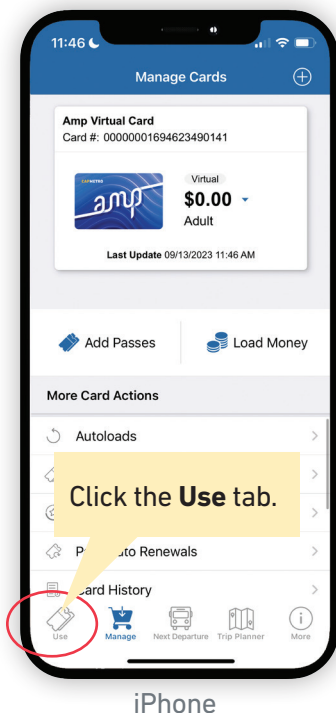 11:46
Manage Cards
Amp Virtual Card
Card #: 00000001694623490141
amp
Virtual
$0.00
Adult
Last Update 09/13/2023 11:46 AM
Add Passes
Load Money
More Card Actions
Autoloads
Click the Use tab.
Auto Renewals
Card History
Use
Manage
Next Departure
Trip Planner
More
iPhone